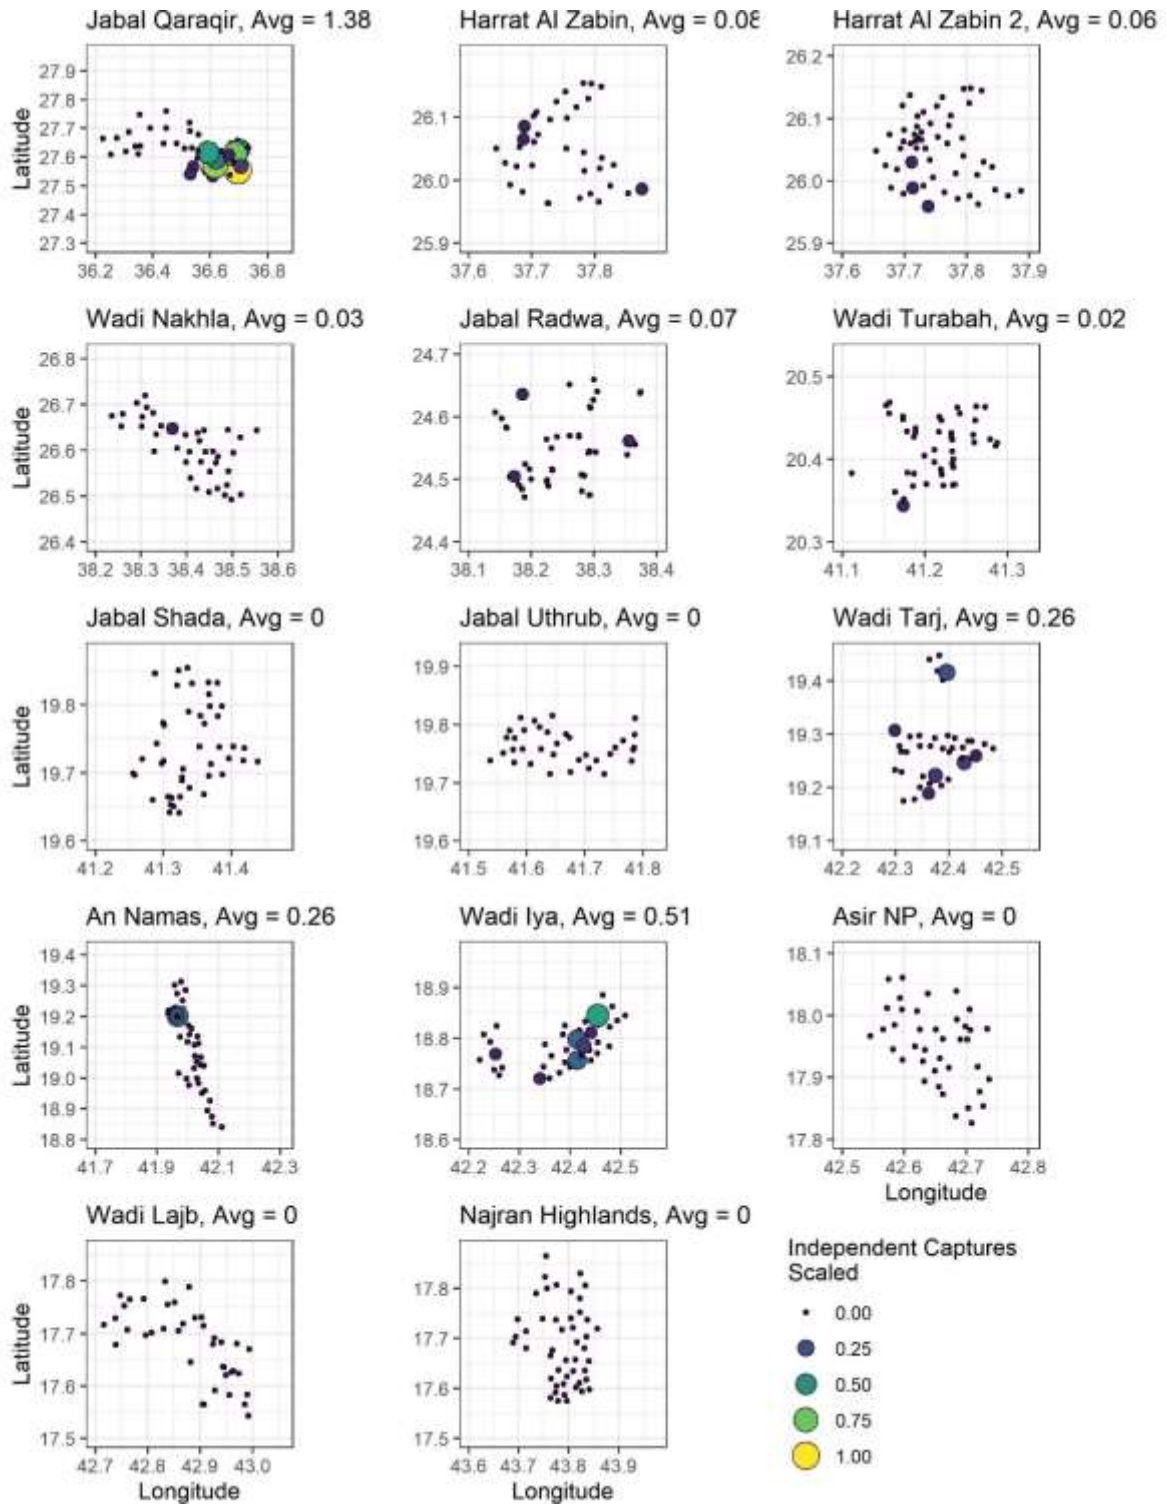 Jabal Qaraqir, Avg = 1.38
Harrat Al Zabin, Avg = 0.08
Harrat Al Zabin 2, Avg = 0.06
Latitude
27.9
27.8
27.7
27.6
27.5
27.4
27.3
36.2 36.4 36.6 36.8
26.1
26.0
25.9
37.6 37.7 37.8
26.2
26.1
26.0
25.9
37.6 37.7 37.8 37.9
Wadi Nakhla, Avg = 0.03
Jabal Radwa, Avg = 0.07
Wadi Turabah, Avg = 0.02
Latitude
26.8
26.7
26.6
26.5
26.4
38.2 38.3 38.4 38.5 38.6
24.7
24.6
24.5
24.4
38.1 38.2 38.3 38.4
20.5
20.4
20.3
41.1 41.2 41.3
Jabal Shada, Avg = 0
Jabal Uthrub, Avg = 0
Wadi Tarj, Avg = 0.26
Latitude
19.8
19.7
19.6
41.2 41.3 41.4
19.9
19.8
19.7
19.6
41.5 41.6 41.7 41.8
19.4
19.3
19.2
19.1
42.2 42.3 42.4 42.5
An Namas, Avg = 0.26
Wadi Iya, Avg = 0.51
Asir NP, Avg = 0
Latitude
19.4
19.3
19.2
19.1
19.0
18.9
18.8
41.7 41.9 42.1 42.3
18.9
18.8
18.7
18.6
42.2 42.3 42.4 42.5
18.1
18.0
17.9
17.8
42.5 42.6 42.7 42.8
Longitude
Wadi Lajb, Avg = 0
Najran Highlands, Avg = 0
Latitude
17.8
17.7
17.6
17.5
42.7 42.8 42.9 43.0
Longitude
17.8
17.7
17.6
17.5
43.6 43.7 43.8 43.9
Longitude
Independent Captures
Scaled
0.00
0.25
0.50
0.75
1.00